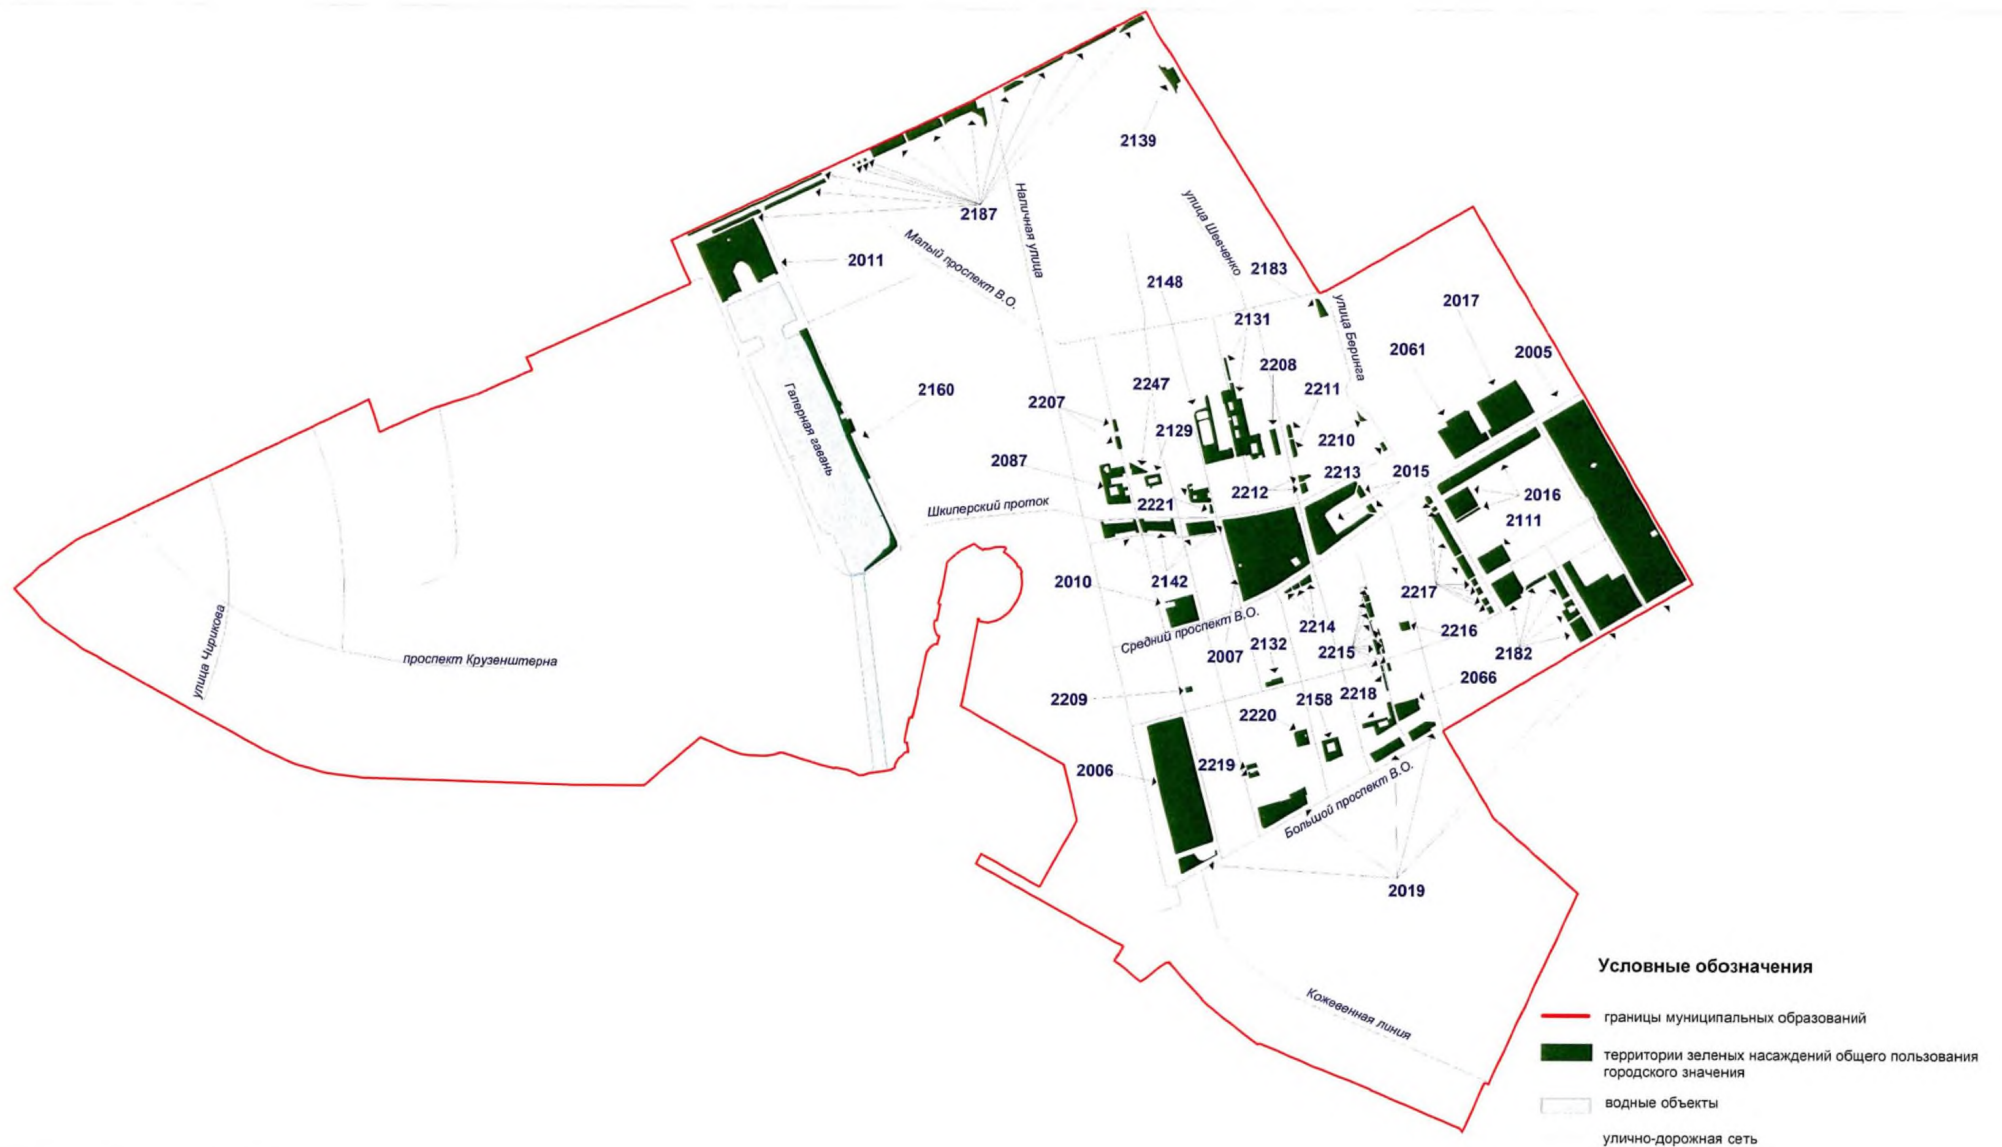 2139
2187
Наличная улица
улица Шевченко
Малый проспект В.О.
2011
2183
2148
улица Беринга
2017
2131
2061
2005
2208
2160
Галерная гавань
2247
2211
2207
2129
2210
2087
2213
2015
2212
2016
Шкиперский проток
2221
2111
2010
2142
2217
улица Чирикова
Средний проспект В.О.
2214
2216
2132
2215
2182
2007
проспект Крузенштерна
2066
2209
2158
2218
2220
2219
2006
Большой проспект В.О.
2019
Кожевенная линия
Условные обозначения
границы муниципальных образований
территории зеленых насаждений общего пользования
городского значения
водные объекты
улично-дорожная сеть